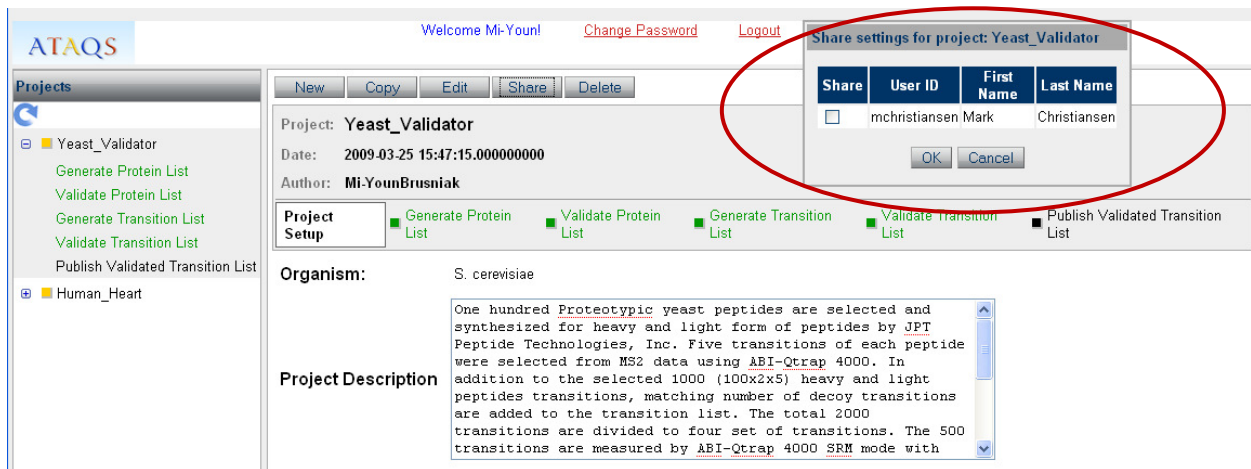 ATAQS
Welcome Mi-Youn! Change Password Logout
Share settings for project: Yeast_Validator
Share User ID First Name Last Name
mchristiansen Mark Christiansen
OK Cancel
Projects
Yeast_Validator
Generate Protein List
Validate Protein List
Generate Transition List
Validate Transition List
Publish Validated Transition List
Human_Heart
New Copy Edit Share Delete
Project: Yeast_Validator
Date: 2009-03-25 15:47:15.000000000
Author: Mi-YounBrusniak
Project Setup
Generate Protein List
Validate Protein List
Generate Transition List
Validate Transition List
Publish Validated Transition List
Organism: S. cerevisiae
Project Description
One hundred Proteotypic yeast peptides are selected and
synthesized for heavy and light form of peptides by JPT
Peptide Technologies, Inc. Five transitions of each peptide
were selected from MS2 data using ABI-Qtrap 4000. In
addition to the selected 1000 (100x2x5) heavy and light
peptides transitions, matching number of decoy transitions
are added to the transition list. The total 2000
transitions are divided to four set of transitions. The 500
transitions are measured by ABI-Qtrap 4000 SRM mode with